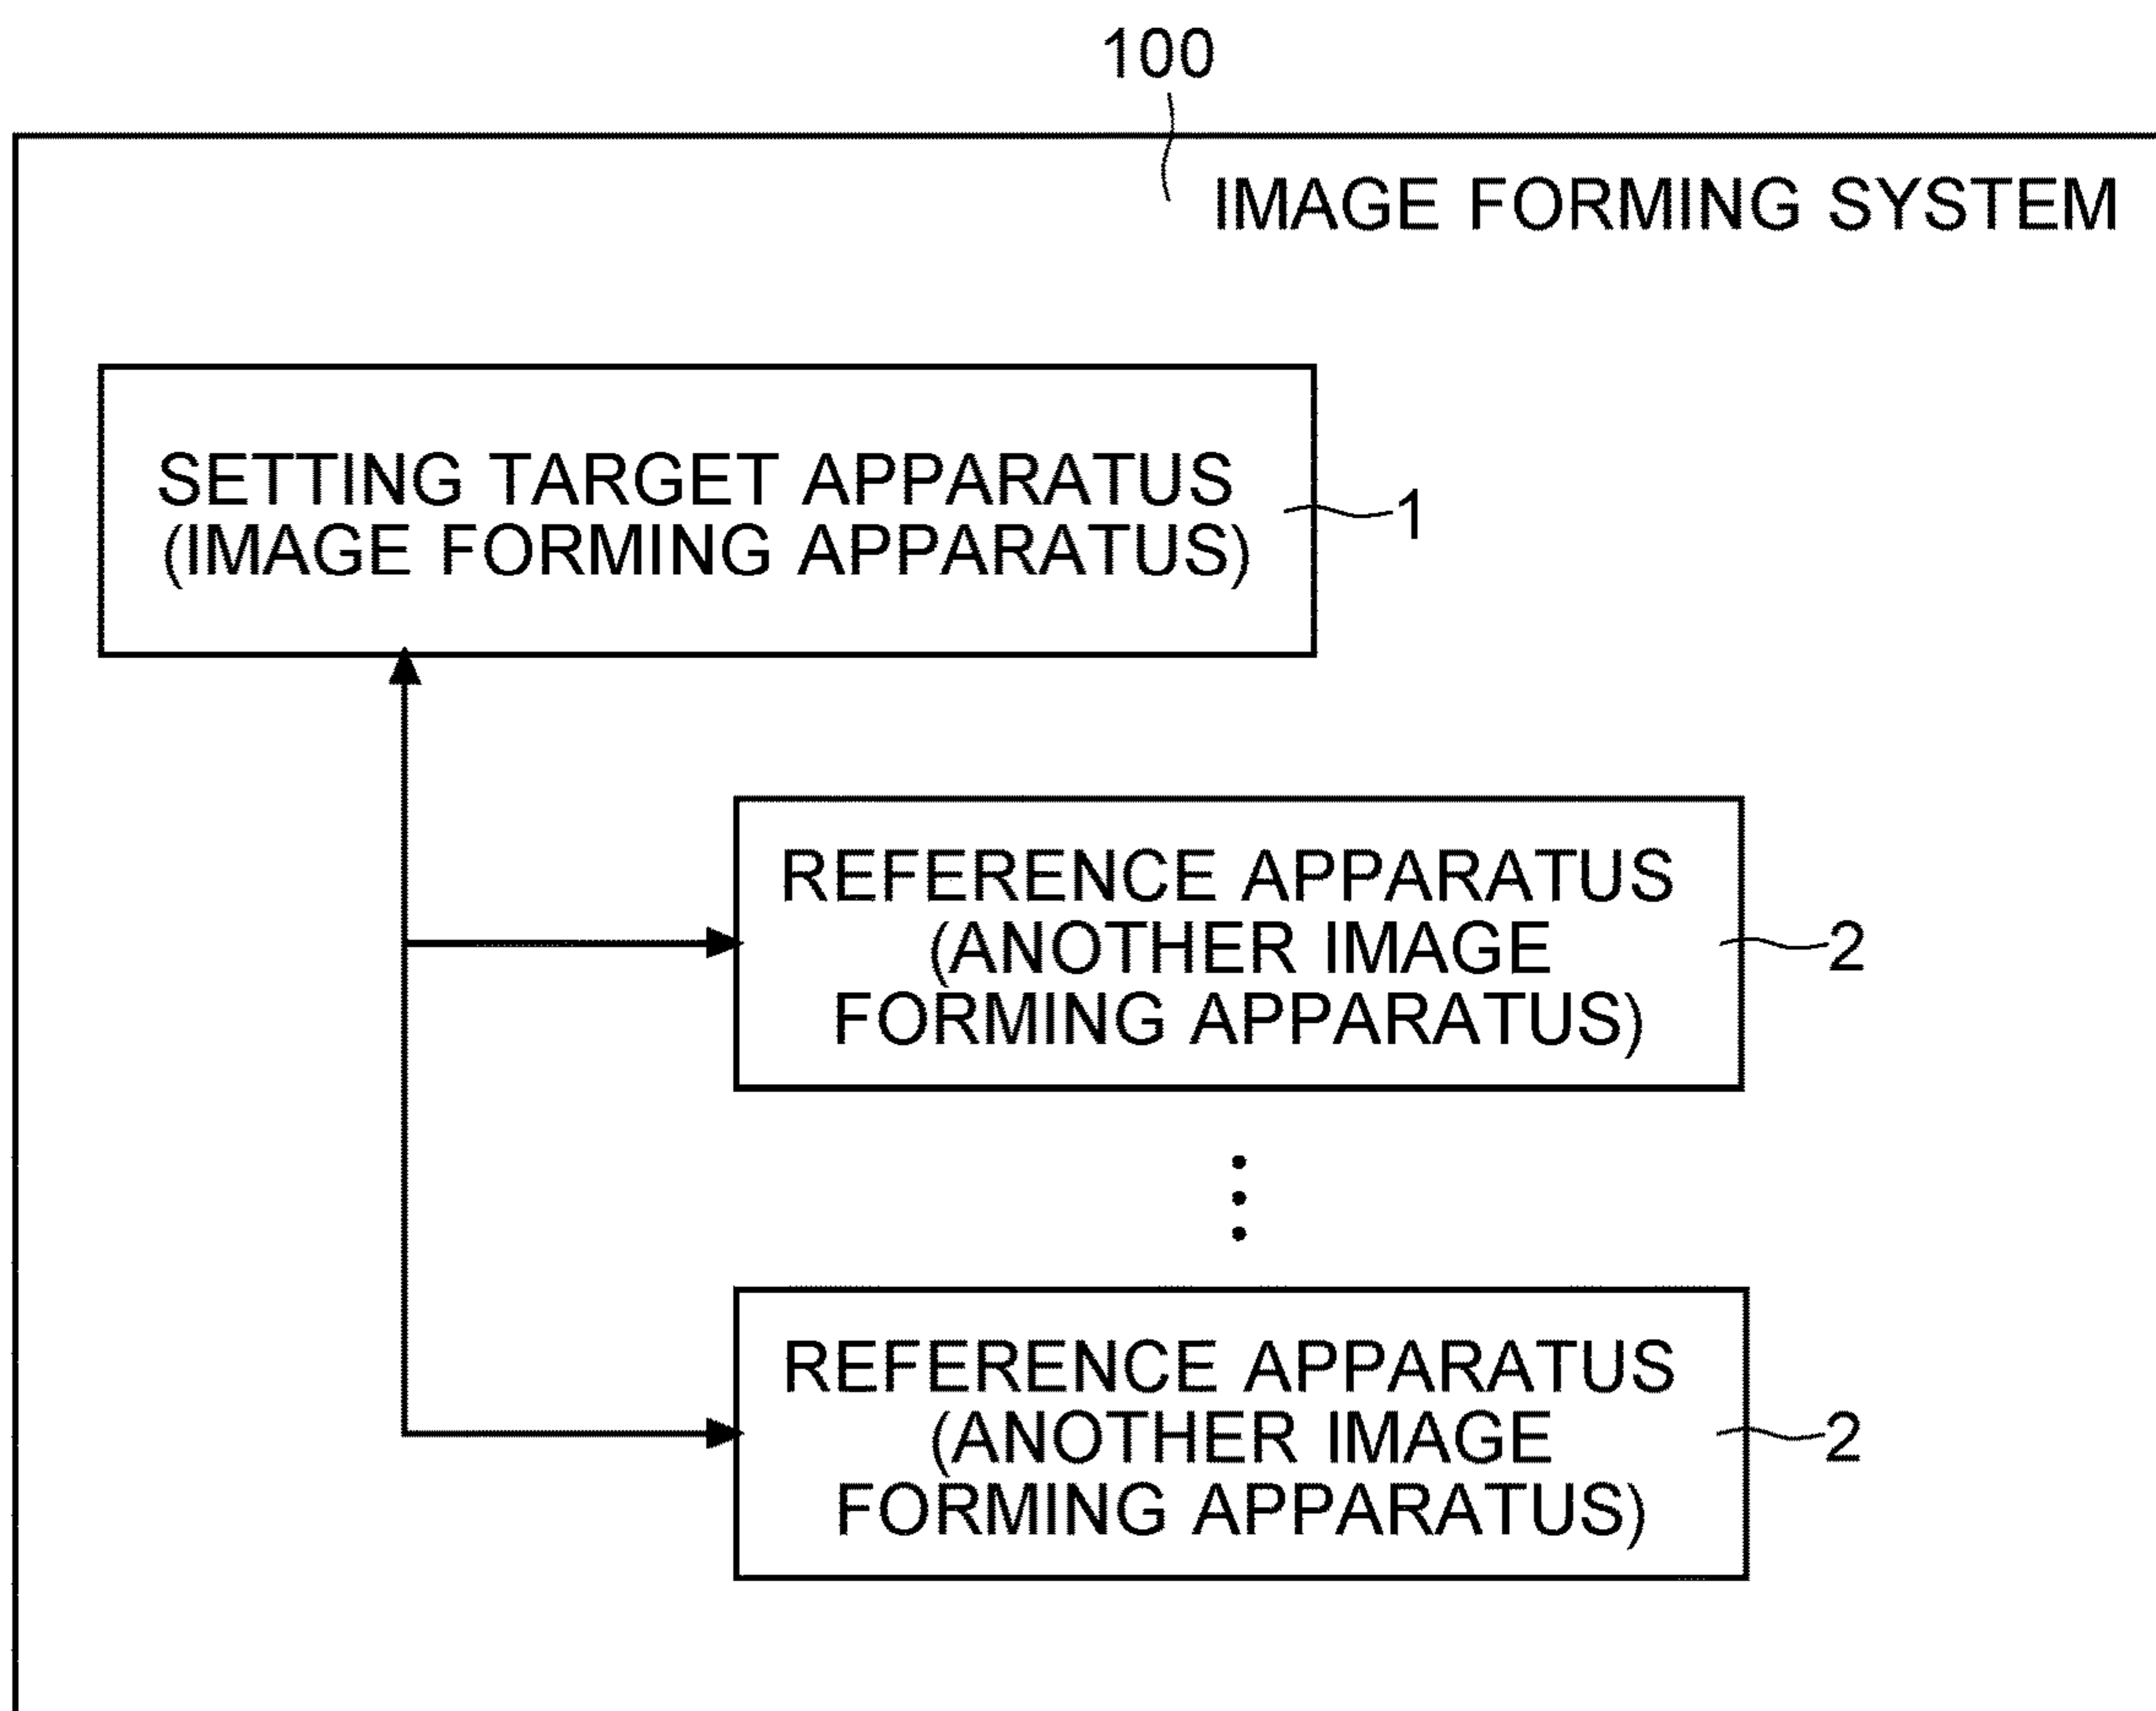 100
IMAGE FORMING SYSTEM
SETTING TARGET APPARATUS
(IMAGE FORMING APPARATUS)
1
REFERENCE APPARATUS
(ANOTHER IMAGE
FORMING APPARATUS)
2
REFERENCE APPARATUS
(ANOTHER IMAGE
FORMING APPARATUS)
2